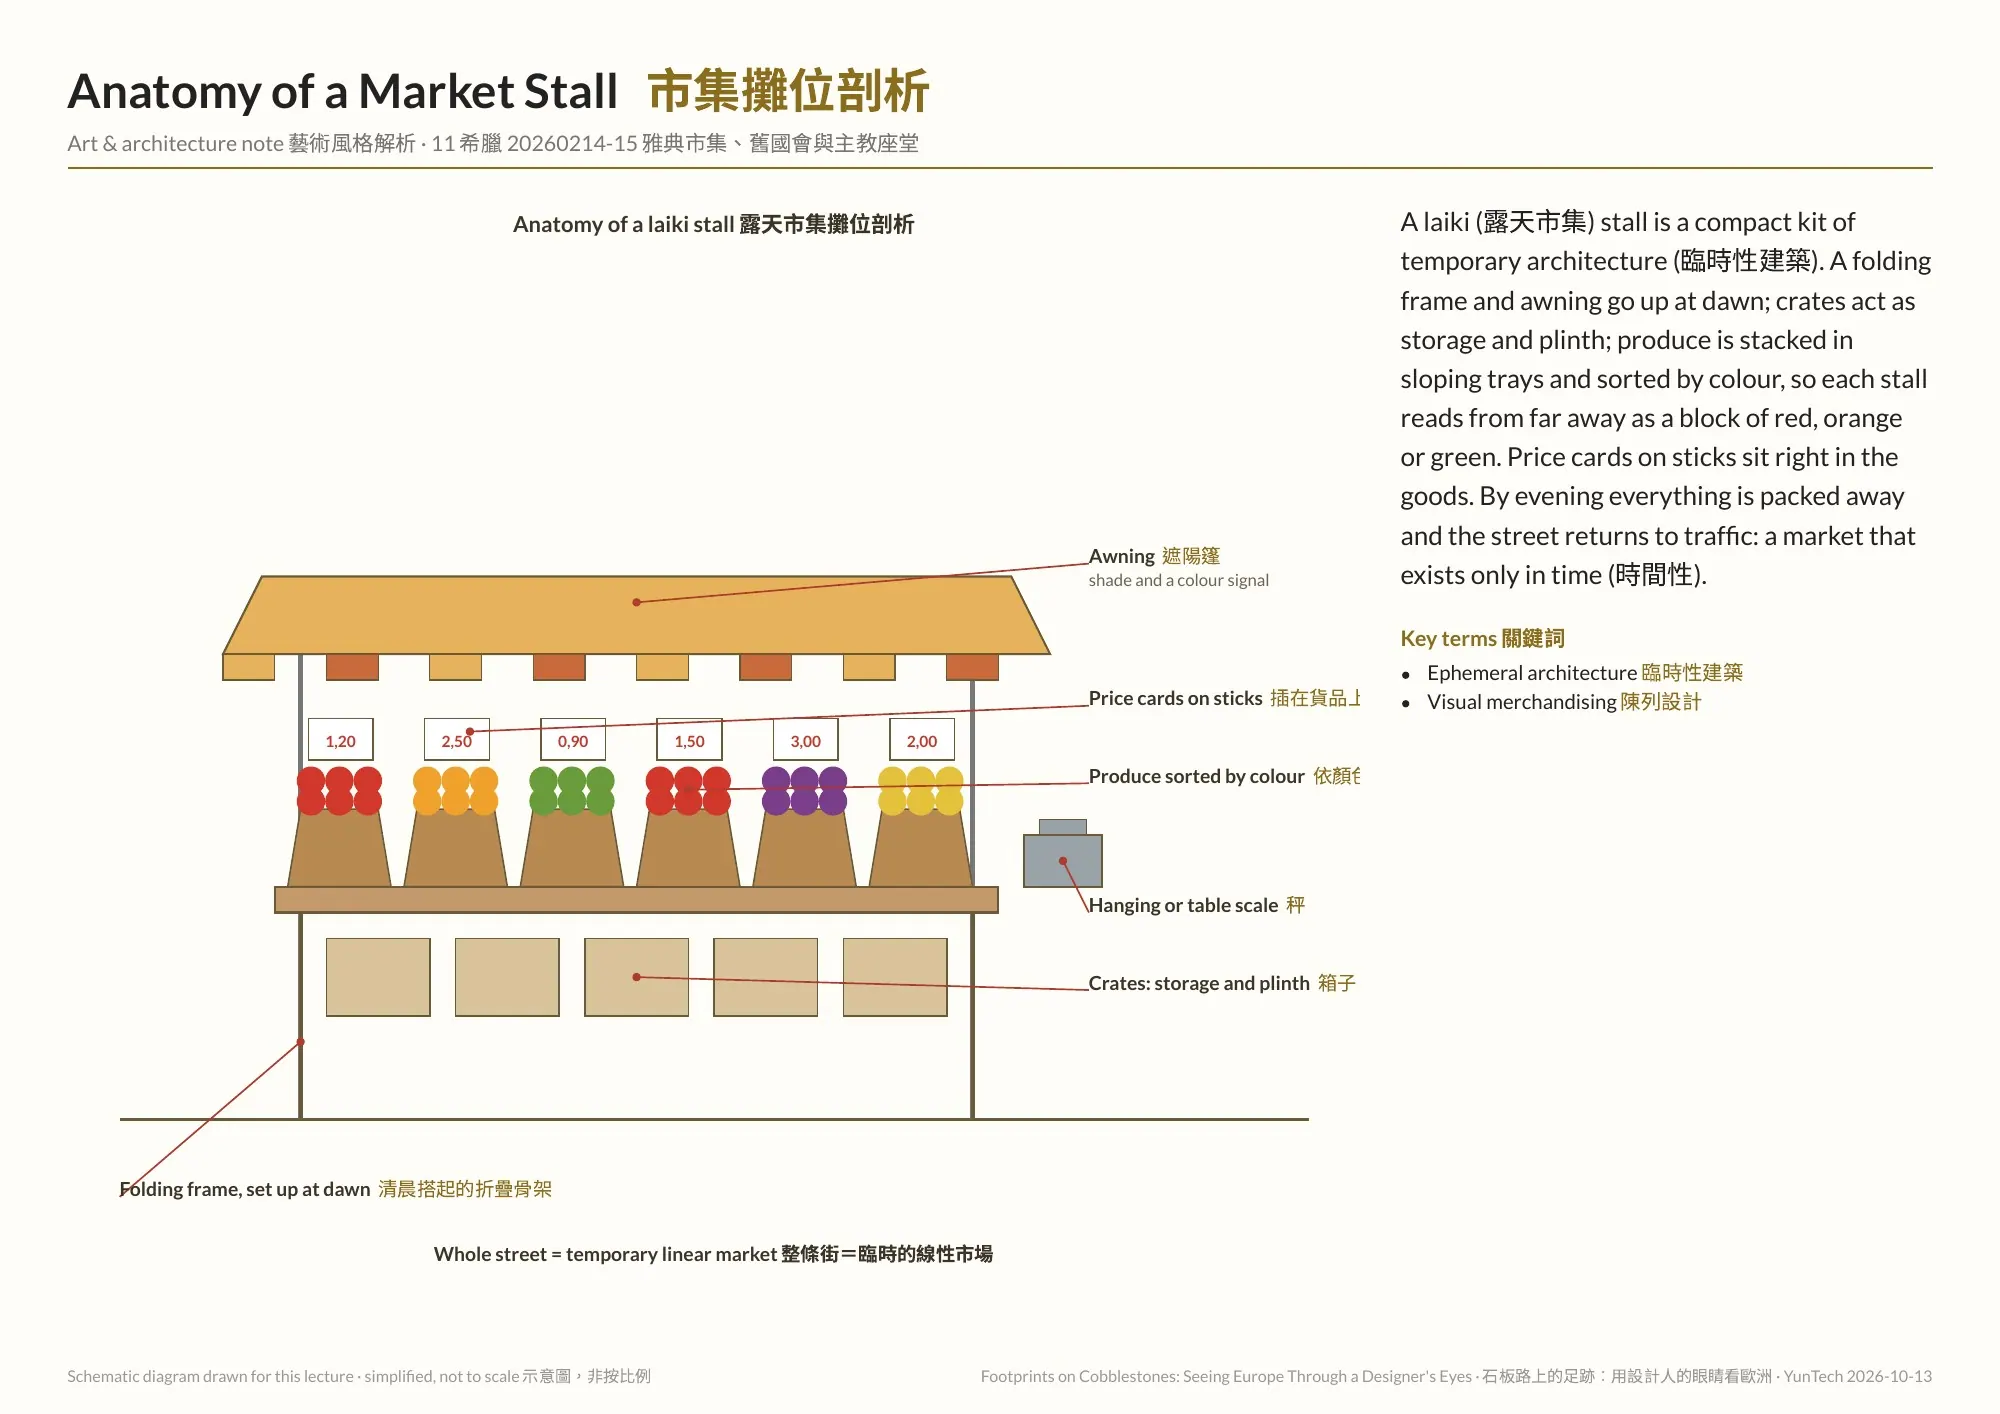 Anatomy of a Market Stall 市集攤位剖析
Art & architecture note 藝術風格解析 · 11 希臘 20260214-15 雅典市集、舊國會與主教座堂
Anatomy of a laiki stall 露天市集攤位剖析
Awning 遮陽篷
shade and a colour signal
Price cards on sticks 插在貨品上
1,20 2,50 0,90 1,50 3,00 2,00
Produce sorted by colour 依顏
Hanging or table scale 秤
Crates: storage and plinth 箱子
Folding frame, set up at dawn 清晨搭起的折疊骨架
Whole street = temporary linear market 整條街＝臨時的線性市場
A laiki (露天市集) stall is a compact kit of
temporary architecture (臨時性建築). A folding
frame and awning go up at dawn; crates act as
storage and plinth; produce is stacked in
sloping trays and sorted by colour, so each stall
reads from far away as a block of red, orange
or green. Price cards on sticks sit right in the
goods. By evening everything is packed away
and the street returns to traffic: a market that
exists only in time (時間性).
Key terms 關鍵詞
• Ephemeral architecture 臨時性建築
• Visual merchandising 陳列設計
Schematic diagram drawn for this lecture · simplified, not to scale 示意圖，非按比例
Footprints on Cobblestones: Seeing Europe Through a Designer's Eyes · 石板路上的足跡：用設計人的眼睛看歐洲 · YunTech 2026-10-13